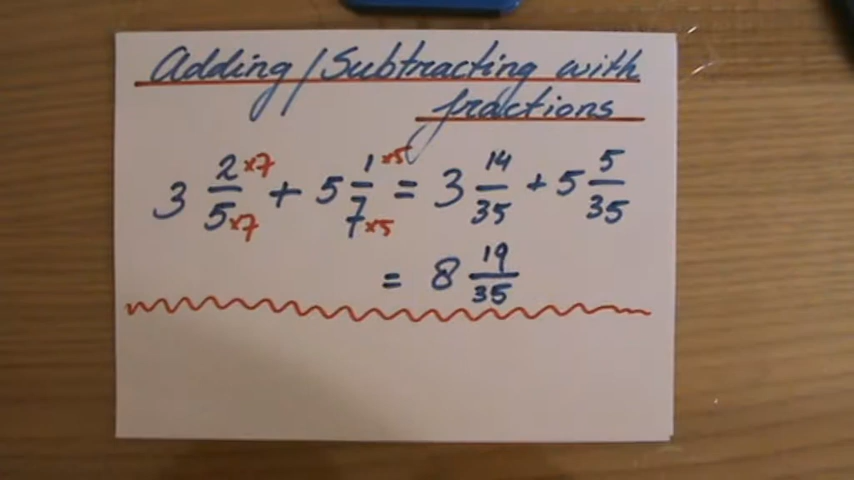 Adding/Subtracting with
fractions
3 2/5 ×7 ×7 + 5 1/7 ×5 ×5 = 3 14/35 + 5 5/35
= 8 19/35